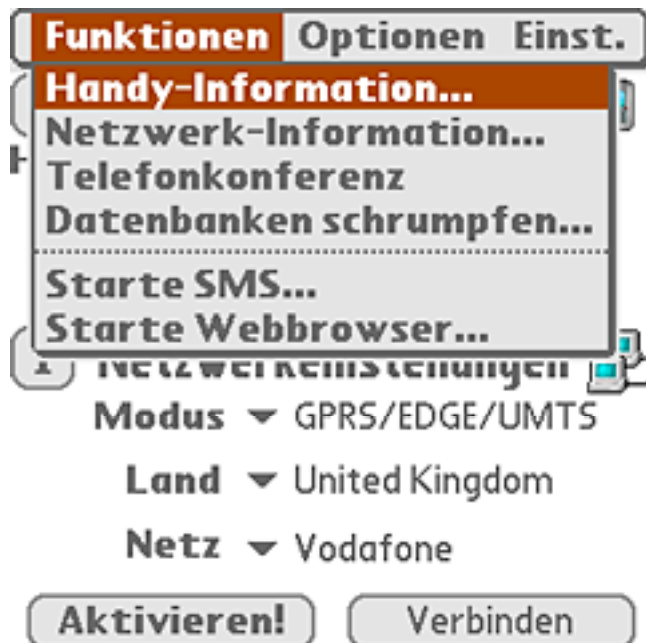 Funktionen Optionen Einst.
Handy-Information...
Netzwerk-Information...
Telefonkonferenz
Datenbanken schrumpfen...
Starte SMS...
Starte Webbrowser...
Netzwerkeinstellungen
Modus GPRS/EDGE/UMTS
Land United Kingdom
Netz Vodafone
Aktivieren! Verbinden